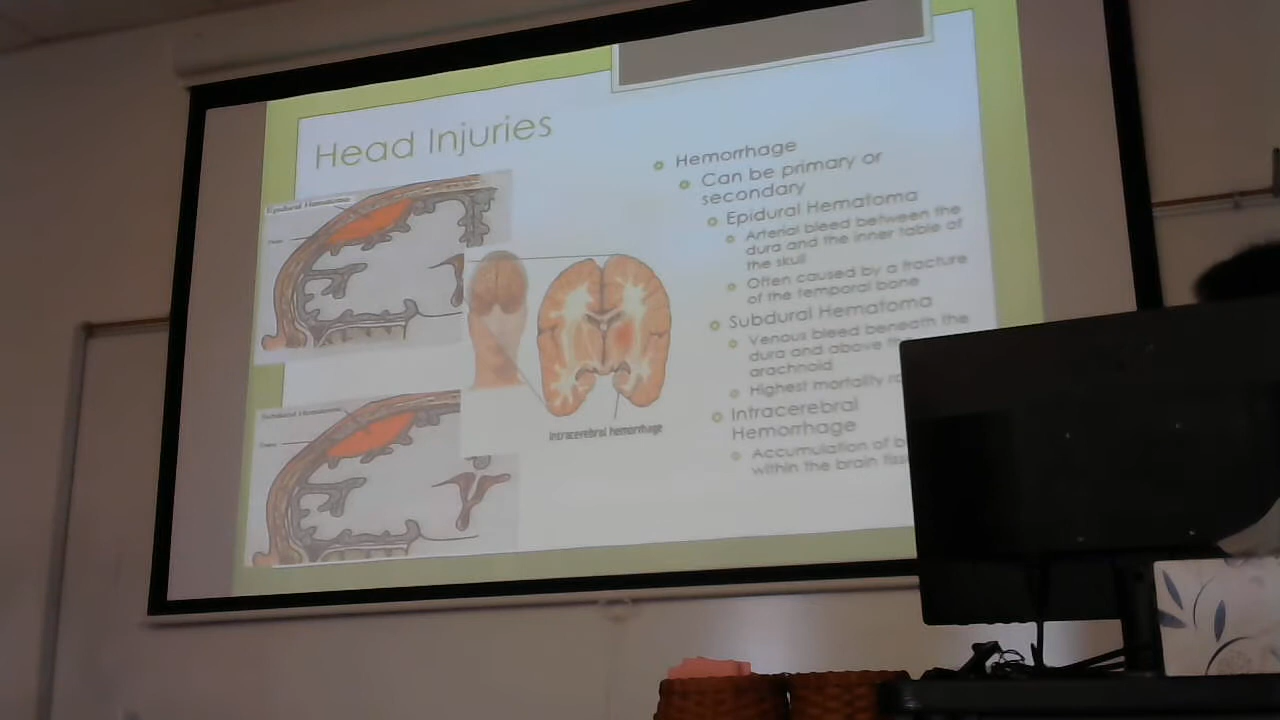 Head Injuries
Epidural Hematoma
Intracerebral hemorrhage
Hemorrhage
Can be primary or
secondary
Epidural Hematoma
Arterial bleed between the
dura and the inner table of
the skull
Often caused by a fracture
of the temporal bone
Subdural Hematoma
Venous bleed beneath the
dura and above
arachnoid
Highest mortality
Intracerebral
Hemorrhage
Accumulation of
within the brain